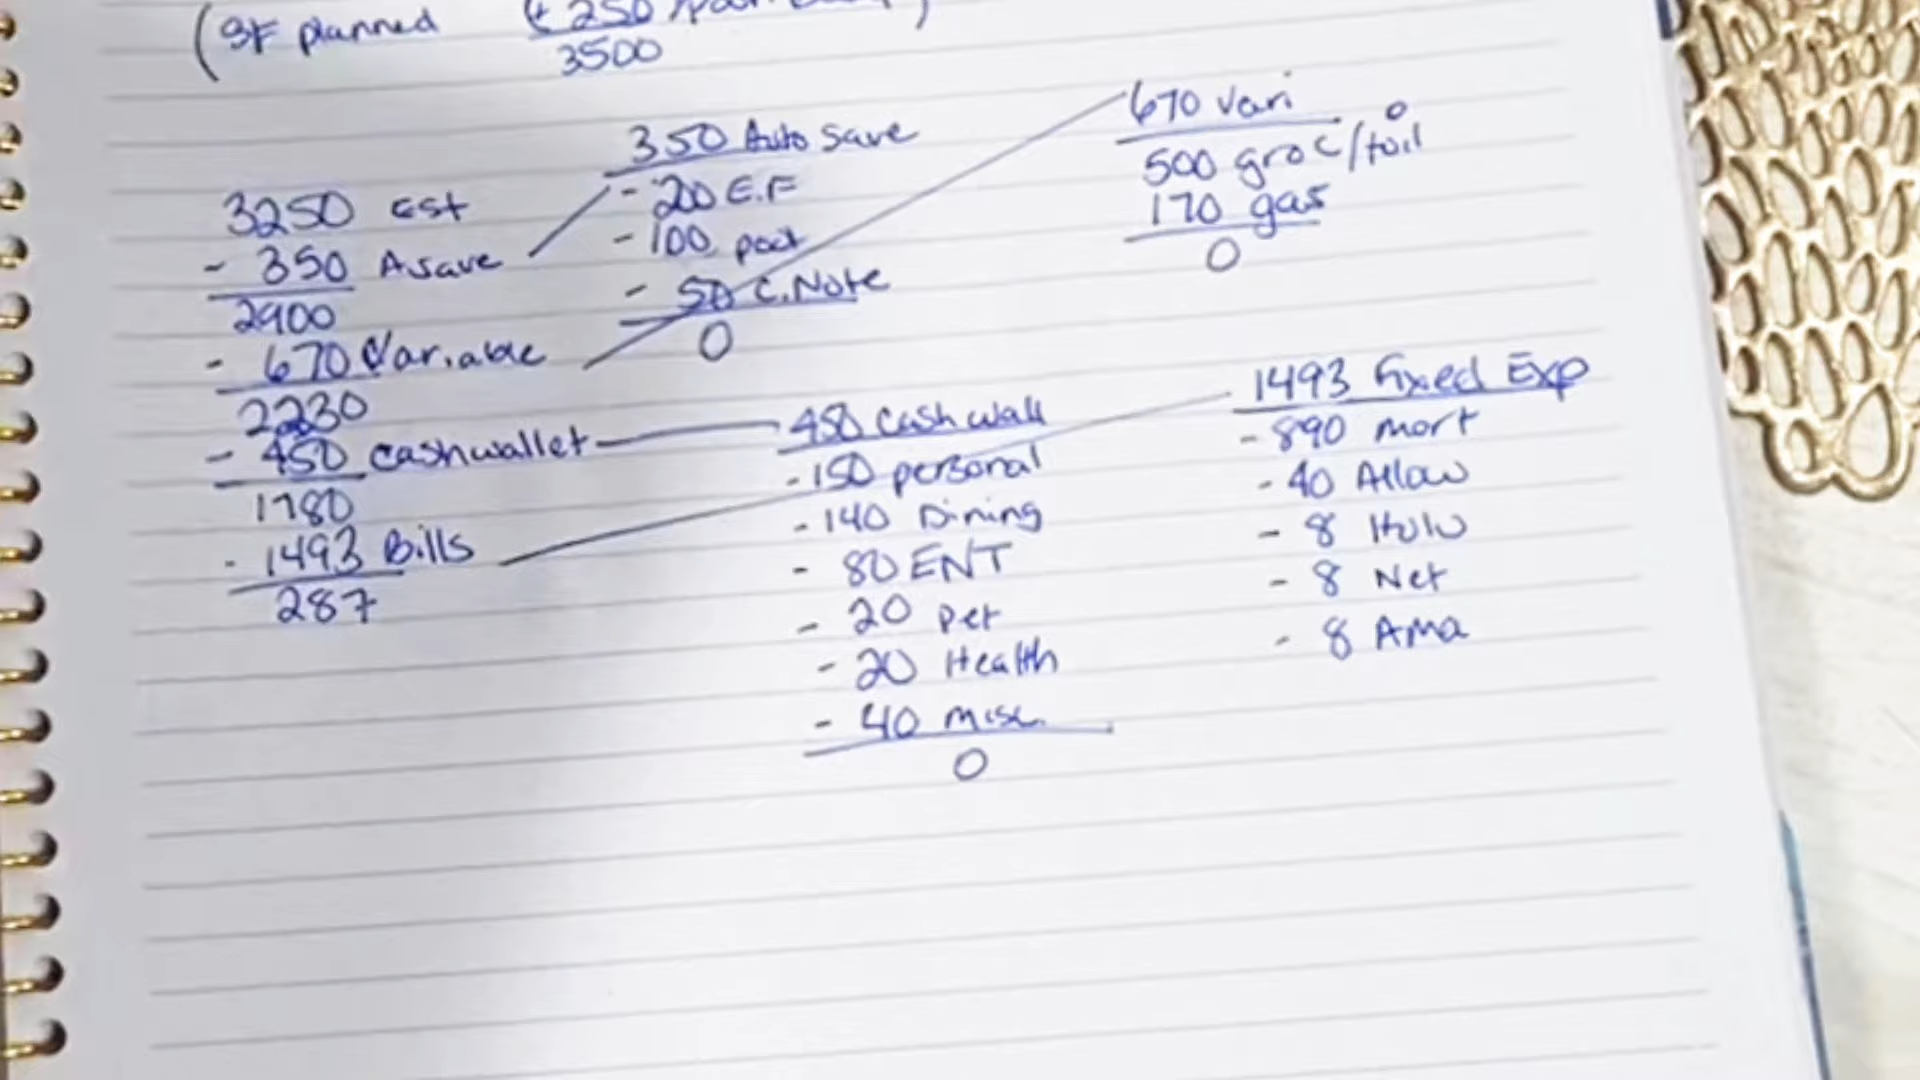 (SF planned
+ 250
3500
3250 est
- 350 A.save
2900
- 670 Variable
2230
- 450 cashwallet
1780
- 1493 Bills
287
350 Auto Save
- 200 E.F
- 100
- 50 C.Note
0
670 Vari
500 groc/toil
170 gas
0
450 Cash wall
- 150 personal
- 140 Dining
- 80 ENT
- 20 pet
- 20 Health
- 40 misc.
0
1493 Fixed Exp
- 890 mort
- 40 Allow
- 8 Hulu
- 8 Net
- 8 Ama